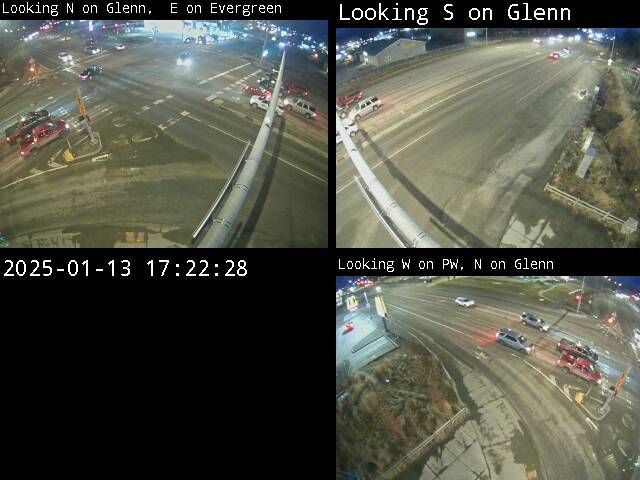 Looking N on Glenn,  E on Evergreen
Looking S on Glenn
2025-01-13 17:22:28
Looking W on PW, N on Glenn